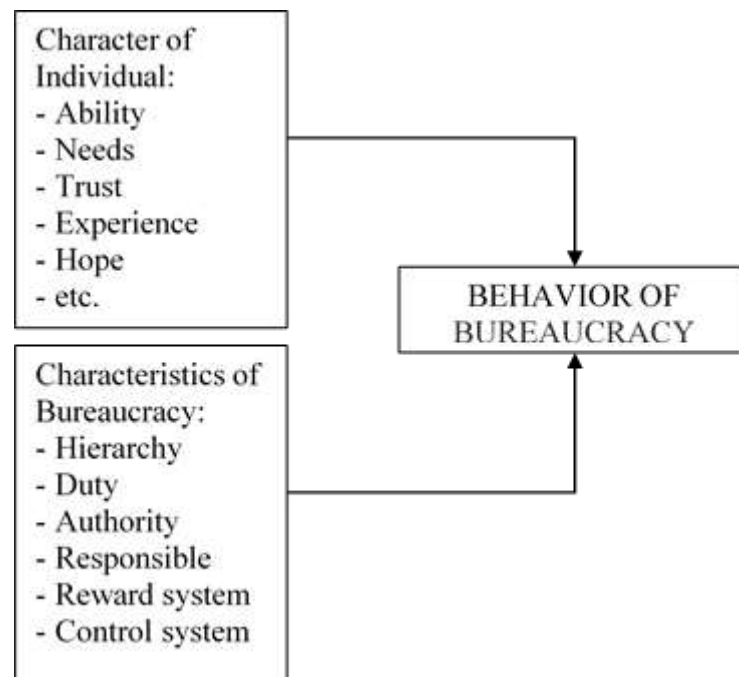 Character of
Individual:
- Ability
- Needs
- Trust
- Experience
- Hope
- etc.
BEHAVIOR OF
BUREAUCRACY
Characteristics of
Bureaucracy:
- Hierarchy
- Duty
- Authority
- Responsible
- Reward system
- Control system